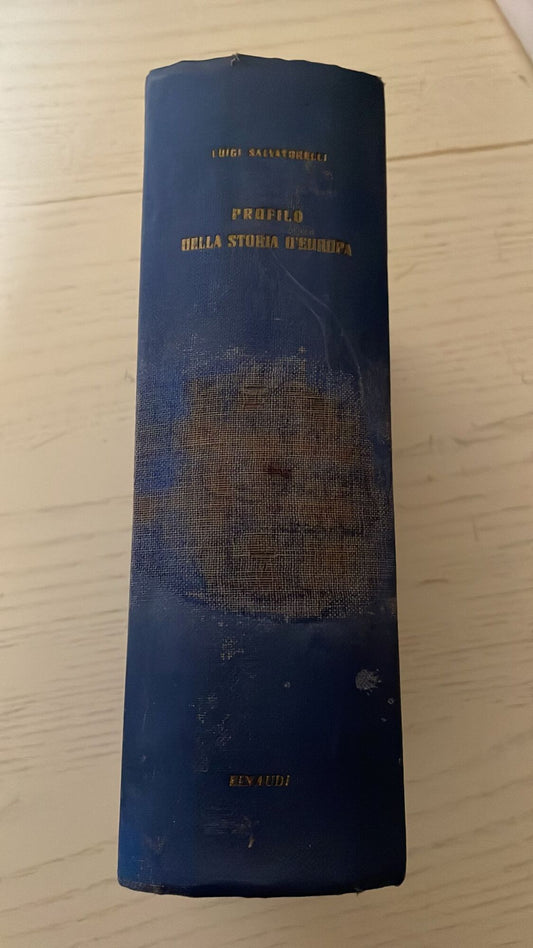 LUIGI SALVATORELLI
PROFILO
DELLA STORIA D'EUROPA
EINAUDI